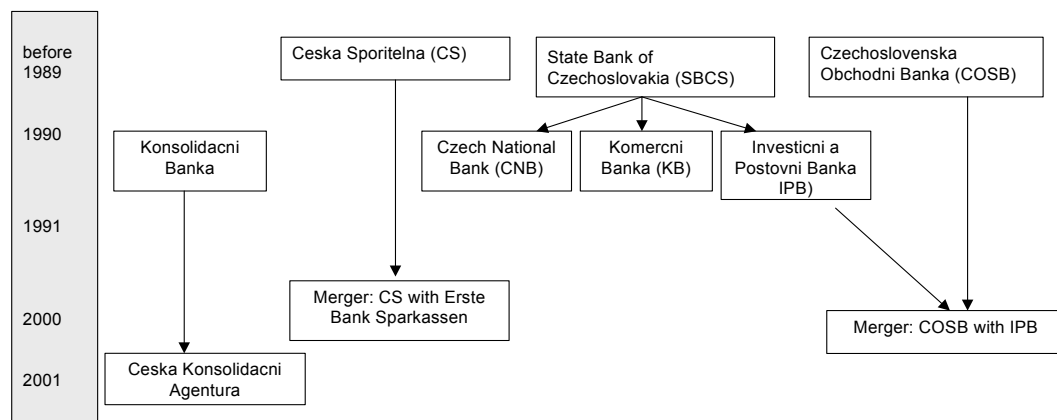 before
1989
Ceska Sporitelna (CS)
State Bank of
Czechoslovakia (SBCS)
Czechoslovenska
Obchodni Banka (COSB)
1990
Konsolidacni
Banka
Czech National
Bank (CNB)
Komercni
Banka (KB)
Investicni a
Postovni Banka
IPB)
1991
Merger: CS with Erste
Bank Sparkassen
2000
Merger: COSB with IPB
2001
Ceska Konsolidacni
Agentura